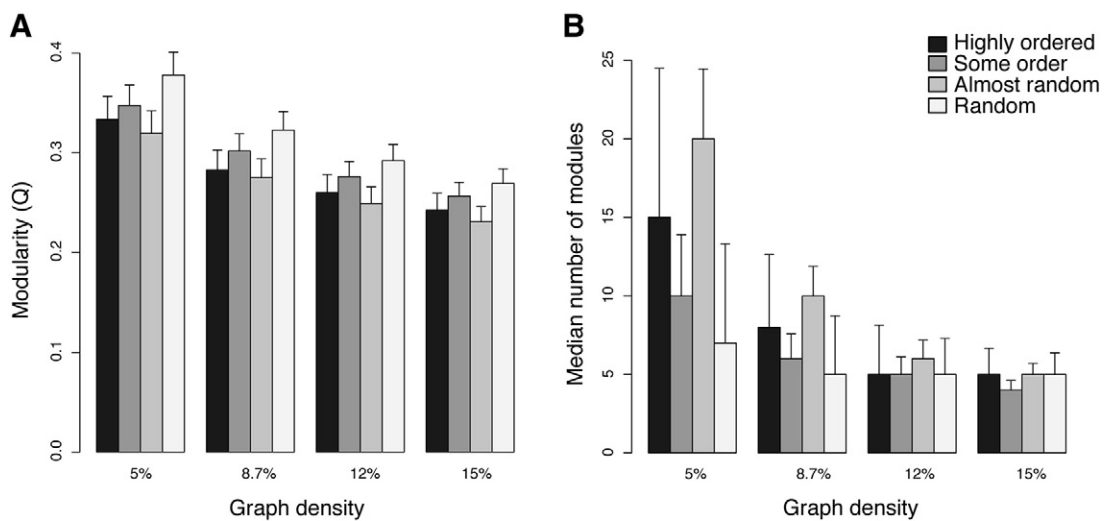 A
Modularity (Q)
0.4
0.3
0.2
0.1
0.0
5%
8.7%
12%
15%
Graph density
B
Highly ordered
Some order
Almost random
Random
Median number of modules
25
20
15
10
5
0
5%
8.7%
12%
15%
Graph density